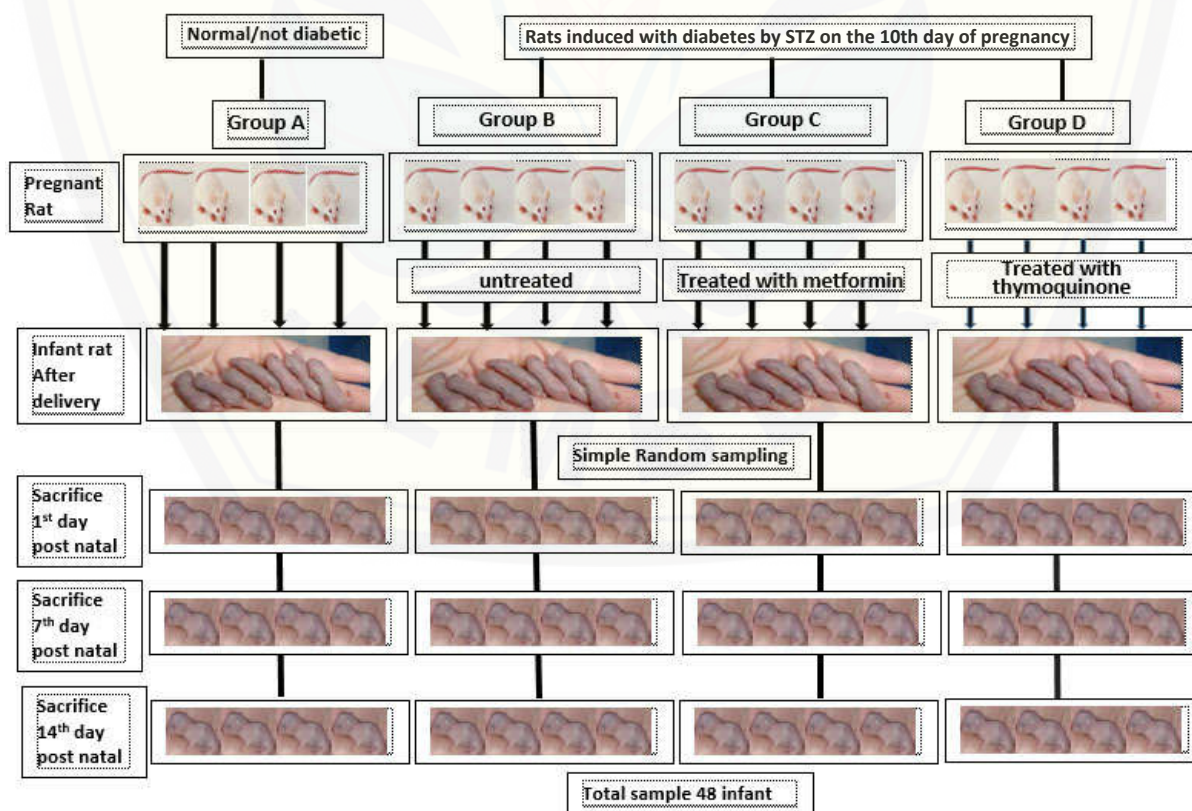 Normal/not diabetic
Rats induced with diabetes by STZ on the 10th day of pregnancy
Group A
Group B
Group C
Group D
Pregnant
Rat
untreated
Treated with metformin
Treated with
thymoquinone
Infant rat
After
delivery
Simple Random sampling
Sacrifice
1st day
post natal
Sacrifice
7th day
post natal
Sacrifice
14th day
post natal
Total sample 48 infant